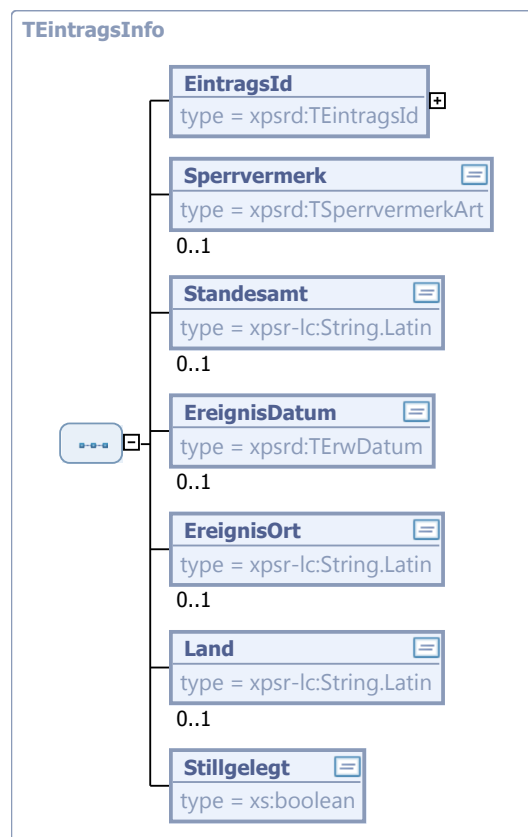 TEintragsInfo
EintragsId
type = xpsrd:TEintragsId
Sperrvermerk
type = xpsrd:TSperrvermerkArt
0..1
Standesamt
type = xpsr-lc:String.Latin
0..1
EreignisDatum
type = xpsrd:TErwDatum
0..1
EreignisOrt
type = xpsr-lc:String.Latin
0..1
Land
type = xpsr-lc:String.Latin
0..1
Stillgelegt
type = xs:boolean